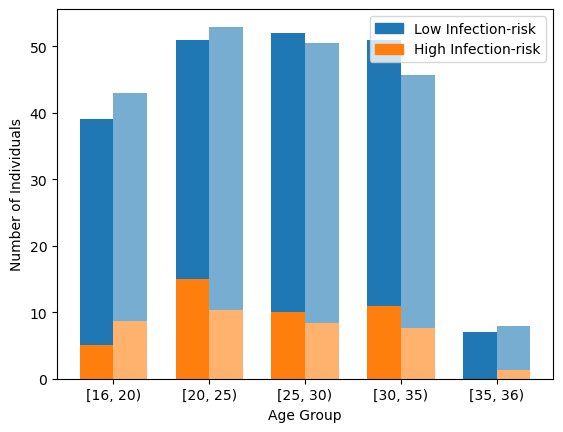 Low Infection-risk
High Infection-risk
Number of Individuals
50
40
30
20
10
0
[16, 20)
[20, 25)
[25, 30)
[30, 35)
[35, 36)
Age Group